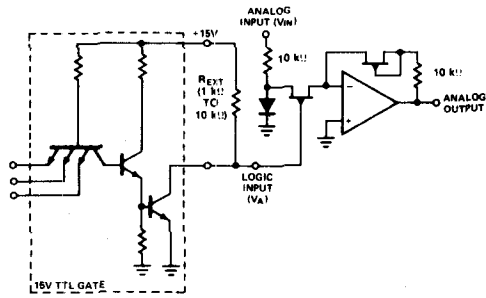 ANALOG
INPUT (VIN)
+15V
10 kΩ
REXT
(1 kΩ
TO
10 kΩ)
10 kΩ
−
+
ANALOG
OUTPUT
LOGIC
INPUT
(VA)
15V TTL GATE